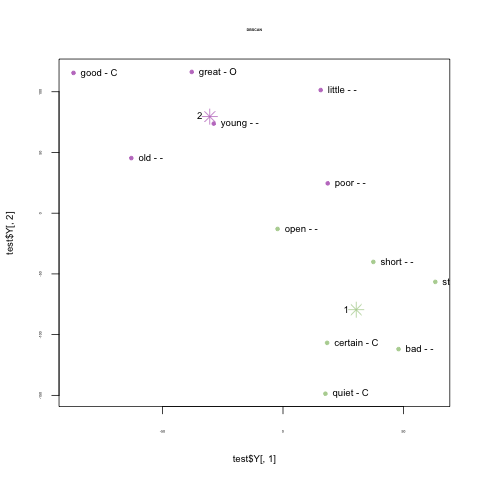 DBSCAN
good - C
great - O
little - -
2
young - -
old - -
poor - -
open - -
short - -
st
1
certain - C
bad - -
quiet - C
test$Y[, 2]
test$Y[, 1]